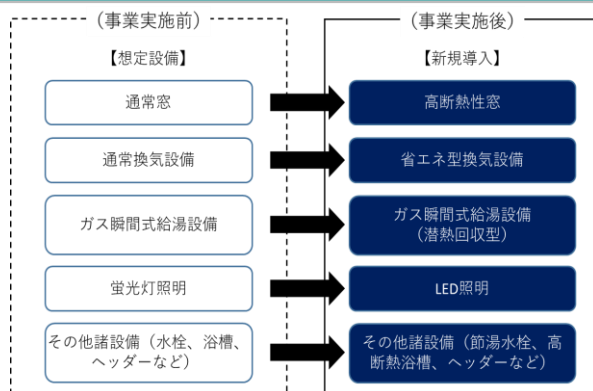 （事業実施前）
（事業実施後）
【想定設備】
【新規導入】
通常窓
高断熱性窓
通常換気設備
省エネ型換気設備
ガス瞬間式給湯設備
ガス瞬間式給湯設備
（潜熱回収型）
蛍光灯照明
LED照明
その他諸設備（水栓、浴槽、
ヘッダーなど）
その他諸設備（節湯水栓、高
断熱浴槽、ヘッダーなど）